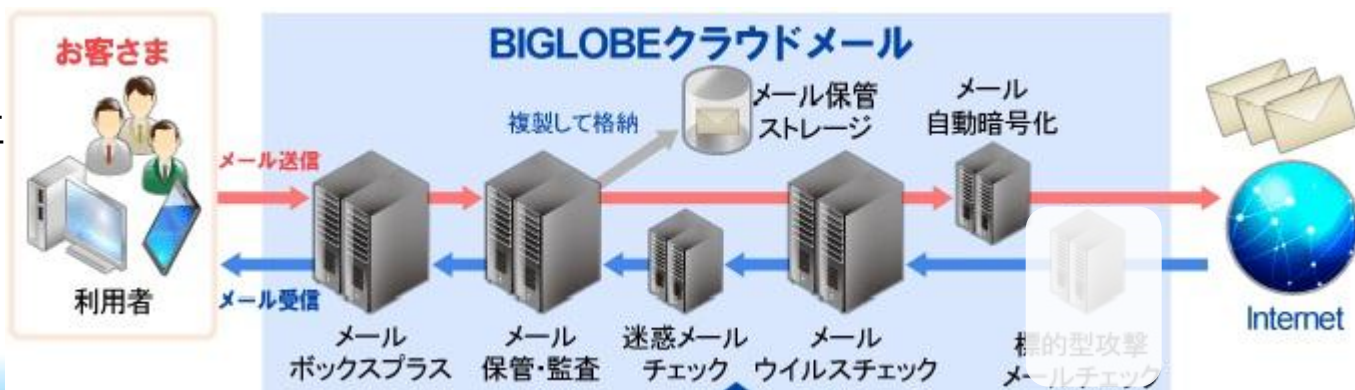 お客さま
BIGLOBEクラウドメール
複製して格納
メール保管
ストレージ
メール
自動暗号化
メール送信
メール受信
利用者
メール
ボックスプラス
メール
保管・監査
迷惑メール
チェック
メール
ウイルスチェック
標的型攻撃
メールチェック
Internet